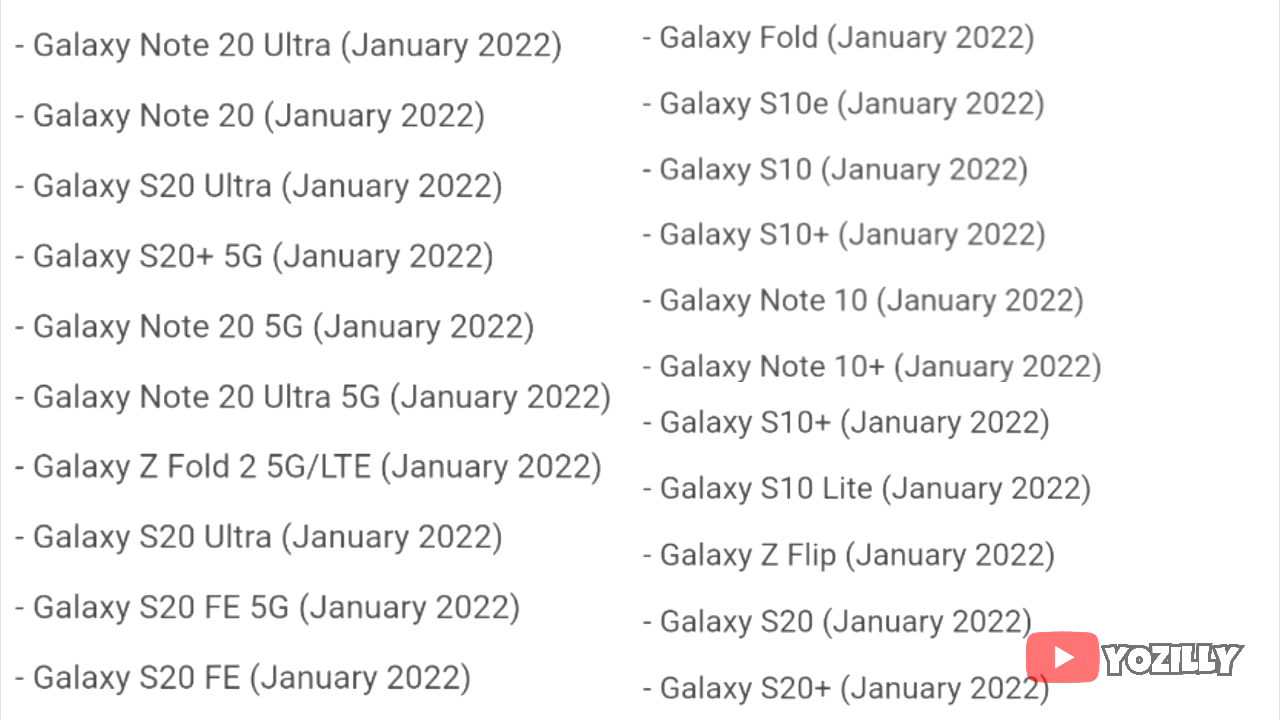 - Galaxy Note 20 Ultra (January 2022)
- Galaxy Note 20 (January 2022)
- Galaxy S20 Ultra (January 2022)
- Galaxy S20+ 5G (January 2022)
- Galaxy Note 20 5G (January 2022)
- Galaxy Note 20 Ultra 5G (January 2022)
- Galaxy Z Fold 2 5G/LTE (January 2022)
- Galaxy S20 Ultra (January 2022)
- Galaxy S20 FE 5G (January 2022)
- Galaxy S20 FE (January 2022)
- Galaxy Fold (January 2022)
- Galaxy S10e (January 2022)
- Galaxy S10 (January 2022)
- Galaxy S10+ (January 2022)
- Galaxy Note 10 (January 2022)
- Galaxy Note 10+ (January 2022)
- Galaxy S10+ (January 2022)
- Galaxy S10 Lite (January 2022)
- Galaxy Z Flip (January 2022)
- Galaxy S20 (January 2022)
- Galaxy S20+ (January 2022)
YOZILLY